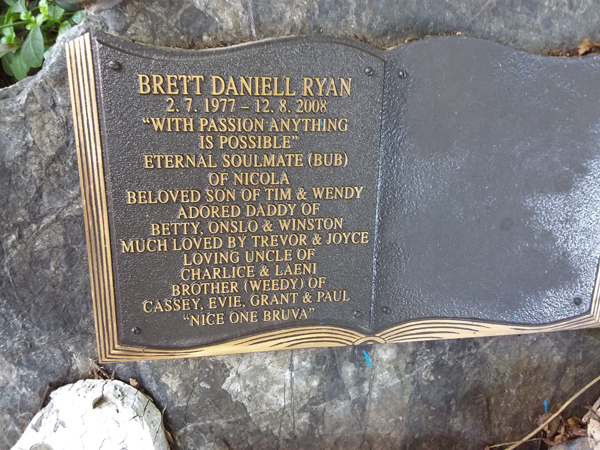 BRETT DANIELL RYAN
2. 7. 1977 – 12. 8. 2008
“WITH PASSION ANYTHING
IS POSSIBLE”
ETERNAL SOULMATE (BUB)
OF NICOLA
BELOVED SON OF TIM & WENDY
ADORED DADDY OF
BETTY, ONSLO & WINSTON
MUCH LOVED BY TREVOR & JOYCE
LOVING UNCLE OF
CHARLICE & LAENI
BROTHER (WEEDY) OF
CASSEY, EVIE, GRANT & PAUL
“NICE ONE BRUVA”